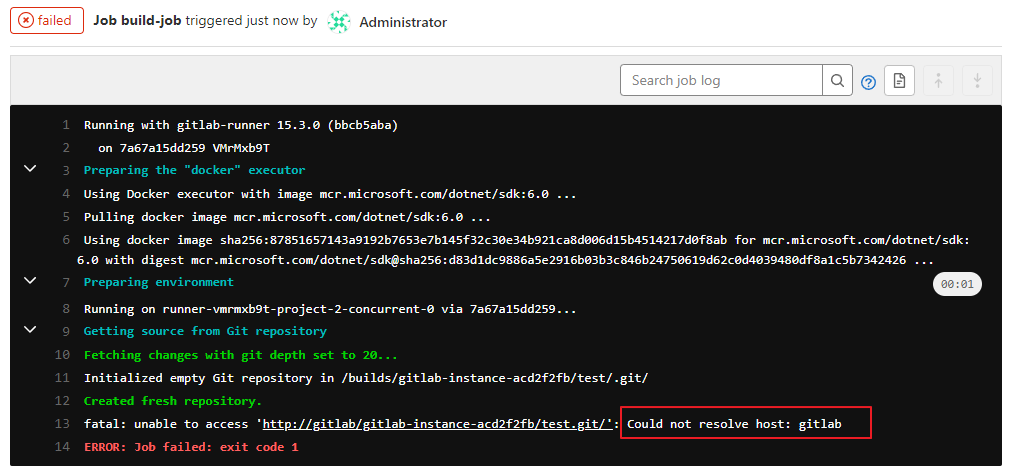 failed Job build-job triggered just now by Administrator
Search job log
1 Running with gitlab-runner 15.3.0 (bbcb5aba)
2 on 7a67a15dd259 VMrMxb9T
3 Preparing the "docker" executor
4 Using Docker executor with image mcr.microsoft.com/dotnet/sdk:6.0 ...
5 Pulling docker image mcr.microsoft.com/dotnet/sdk:6.0 ...
6 Using docker image sha256:87851657143a9192b7653e7b145f32c30e34b921ca8d006d15b4514217d0f8ab for mcr.microsoft.com/dotnet/sdk:
6.0 with digest mcr.microsoft.com/dotnet/sdk@sha256:d83d1dc9886a5e2916b03b3c846b24750619d62c0d4039480df8a1c5b7342426 ...
7 Preparing environment 00:01
8 Running on runner-vmrmxb9t-project-2-concurrent-0 via 7a67a15dd259...
9 Getting source from Git repository
10 Fetching changes with git depth set to 20...
11 Initialized empty Git repository in /builds/gitlab-instance-acd2f2fb/test/.git/
12 Created fresh repository.
13 fatal: unable to access 'http://gitlab/gitlab-instance-acd2f2fb/test.git/': Could not resolve host: gitlab
14 ERROR: Job failed: exit code 1